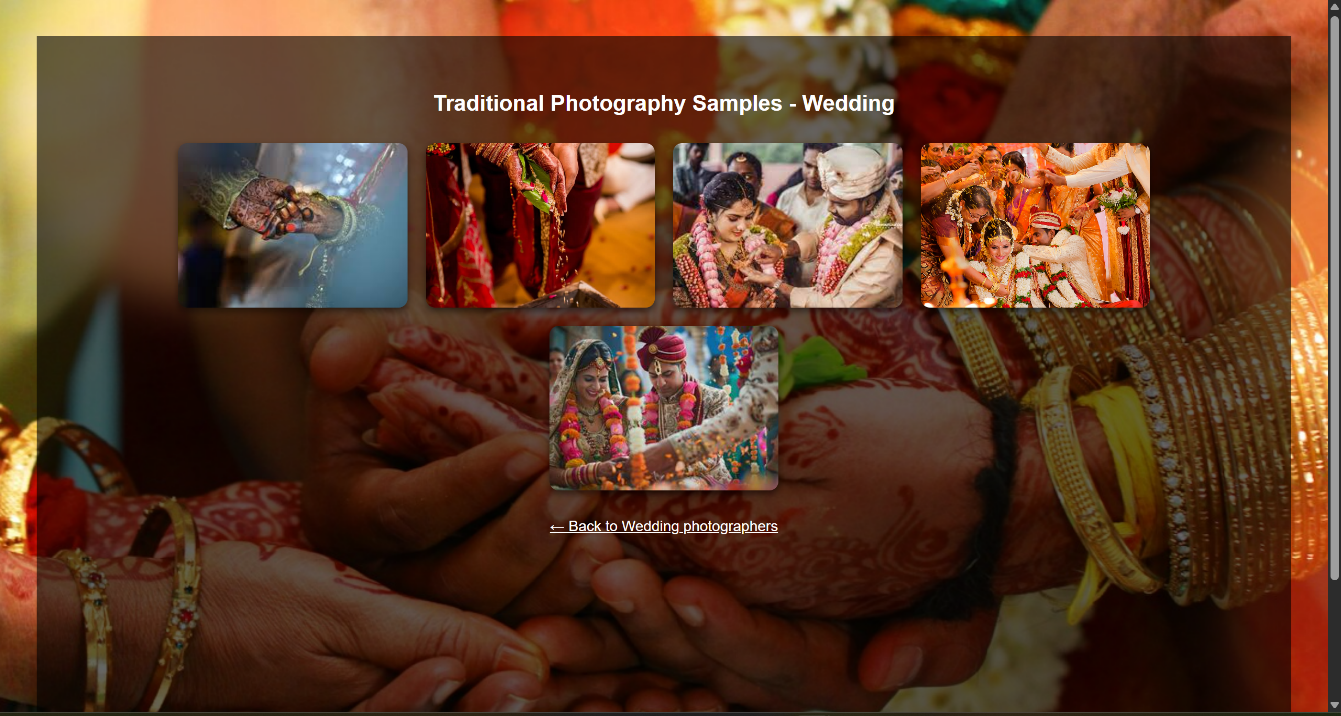 Traditional Photography Samples - Wedding
← Back to Wedding photographers